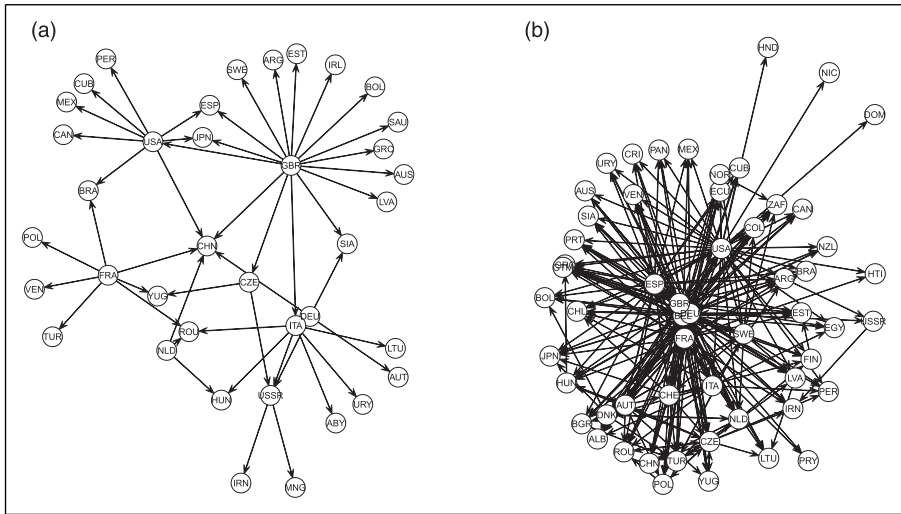 (a)
(b)
PER
CUB
MEX
CAN
USA
ESP
JPN
SWE
ARG
EST
IRL
BOL
SAU
GRC
AUS
LVA
GBR
BRA
POL
VEN
TUR
FRA
YUG
CHN
CZE
SIA
DEU
ITA
ROU
NLD
HUN
USSR
LTU
AUT
URY
ABY
IRN
MNG
HND
NIC
DOM
MEX
PAN
CRI
URY
VEN
AUS
SIA
PRT
BOL
CHL
JPN
HUN
BGR
DNK
ALB
ROU
CHN
POL
TUR
YUG
CZE
NLD
LTU
PRY
IRN
PER
LVA
FIN
EGY
USSR
EST
HTI
BRA
ARG
NZL
CAN
ZAF
COL
CUB
NOR
ECU
USA
ESP
GBR
DEU
FRA
SWE
ITA
CHE
AUT